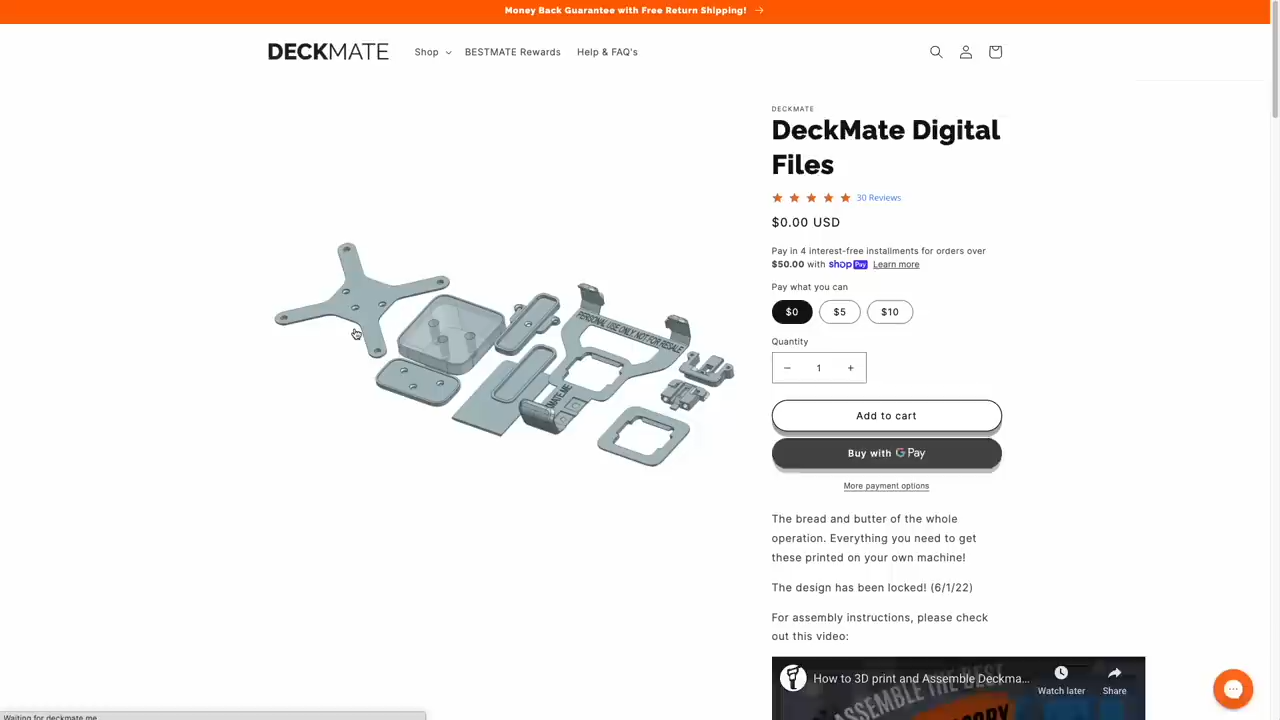 Money Back Guarantee with Free Return Shipping! →
DECKMATE
Shop
BESTMATE Rewards
Help & FAQ's
DECKMATE
DeckMate Digital
Files
30 Reviews
$0.00 USD
Pay in 4 interest-free installments for orders over
$50.00 with shop Pay Learn more
Pay what you can
$0
$5
$10
Quantity
− 1 +
Add to cart
Buy with G Pay
More payment options
PERSONAL USE ONLY NOT FOR RESALE
The bread and butter of the whole
operation. Everything you need to get
these printed on your own machine!
The design has been locked! (6/1/22)
For assembly instructions, please check
out this video:
How to 3D print and Assemble Deckma...
Watch later
Share
ASSEMBLE THE BEST
Waiting for deckmate.me